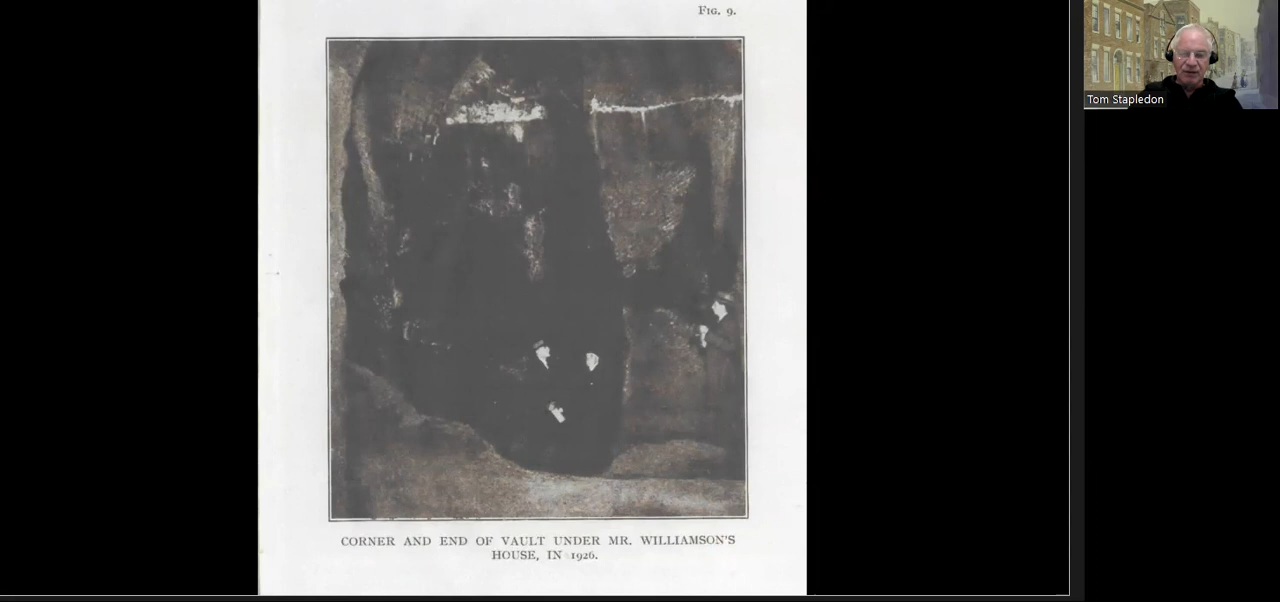 FIG. 9.
CORNER AND END OF VAULT UNDER MR. WILLIAMSON'S
HOUSE, IN 1926.
Tom Stapledon